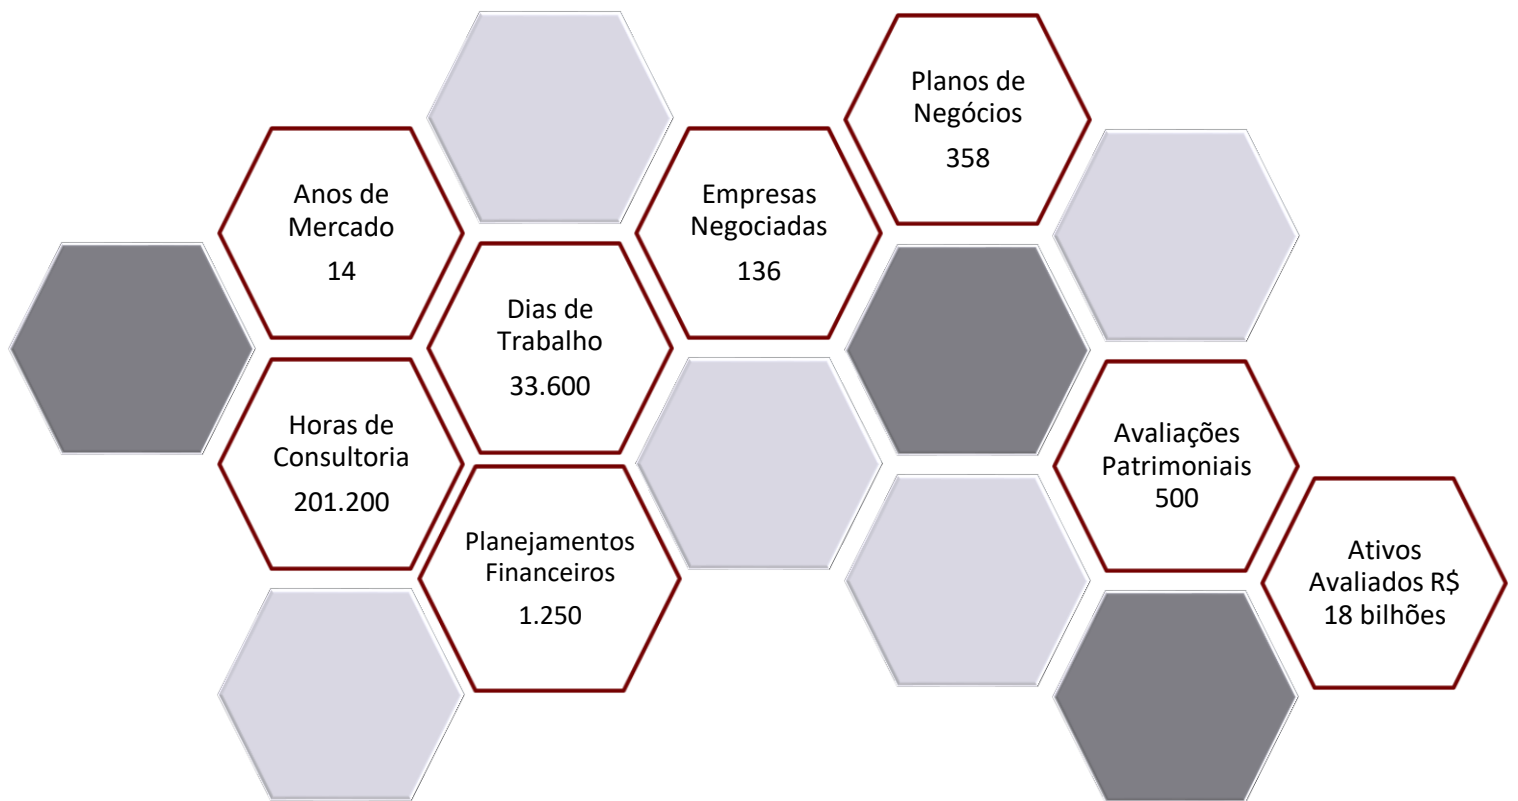 Planos de
Negócios
358
Anos de
Mercado
14
Empresas
Negociadas
136
Dias de
Trabalho
33.600
Horas de
Consultoria
201.200
Avaliações
Patrimoniais
500
Planejamentos
Financeiros
1.250
Ativos
Avaliados R$
18 bilhões